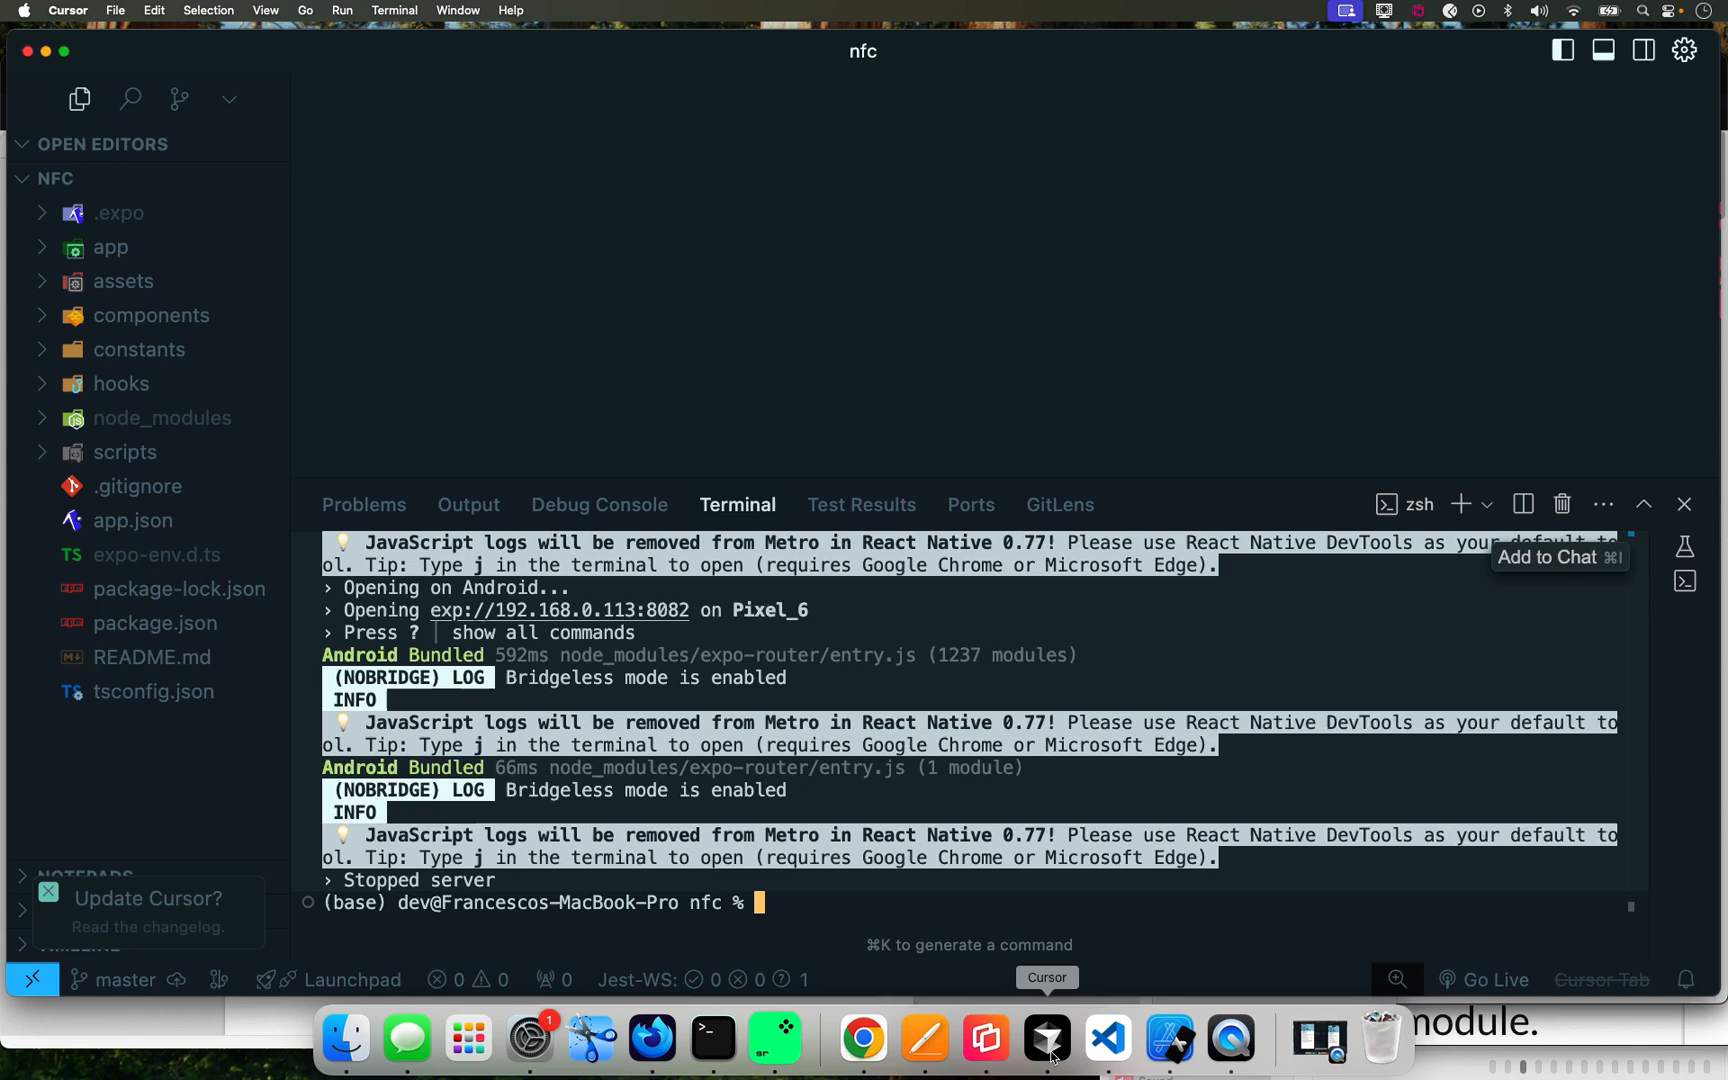 Cursor File Edit Selection View Go Run Terminal Window Help
nfc
OPEN EDITORS
NFC
.expo
app
assets
components
constants
hooks
node_modules
scripts
.gitignore
app.json
TS expo-env.d.ts
package-lock.json
package.json
README.md
TS tsconfig.json
Update Cursor?
Read the changelog.
Problems Output Debug Console Terminal Test Results Ports GitLens zsh
JavaScript logs will be removed from Metro in React Native 0.77! Please use React Native DevTools as your default to
Add to Chat ⌘I
ol. Tip: Type j in the terminal to open (requires Google Chrome or Microsoft Edge).
› Opening on Android...
› Opening exp://192.168.0.113:8082 on Pixel_6
› Press ? │ show all commands
Android Bundled 592ms node_modules/expo-router/entry.js (1237 modules)
(NOBRIDGE) LOG Bridgeless mode is enabled
INFO
JavaScript logs will be removed from Metro in React Native 0.77! Please use React Native DevTools as your default to
ol. Tip: Type j in the terminal to open (requires Google Chrome or Microsoft Edge).
Android Bundled 66ms node_modules/expo-router/entry.js (1 module)
(NOBRIDGE) LOG Bridgeless mode is enabled
INFO
JavaScript logs will be removed from Metro in React Native 0.77! Please use React Native DevTools as your default to
ol. Tip: Type j in the terminal to open (requires Google Chrome or Microsoft Edge).
› Stopped server
(base) dev@Francescos-MacBook-Pro nfc %
⌘K to generate a command
Cursor
master Launchpad 0 0 0 Jest-WS: 0 0 1 Go Live Cursor Tab
1
sr
module.